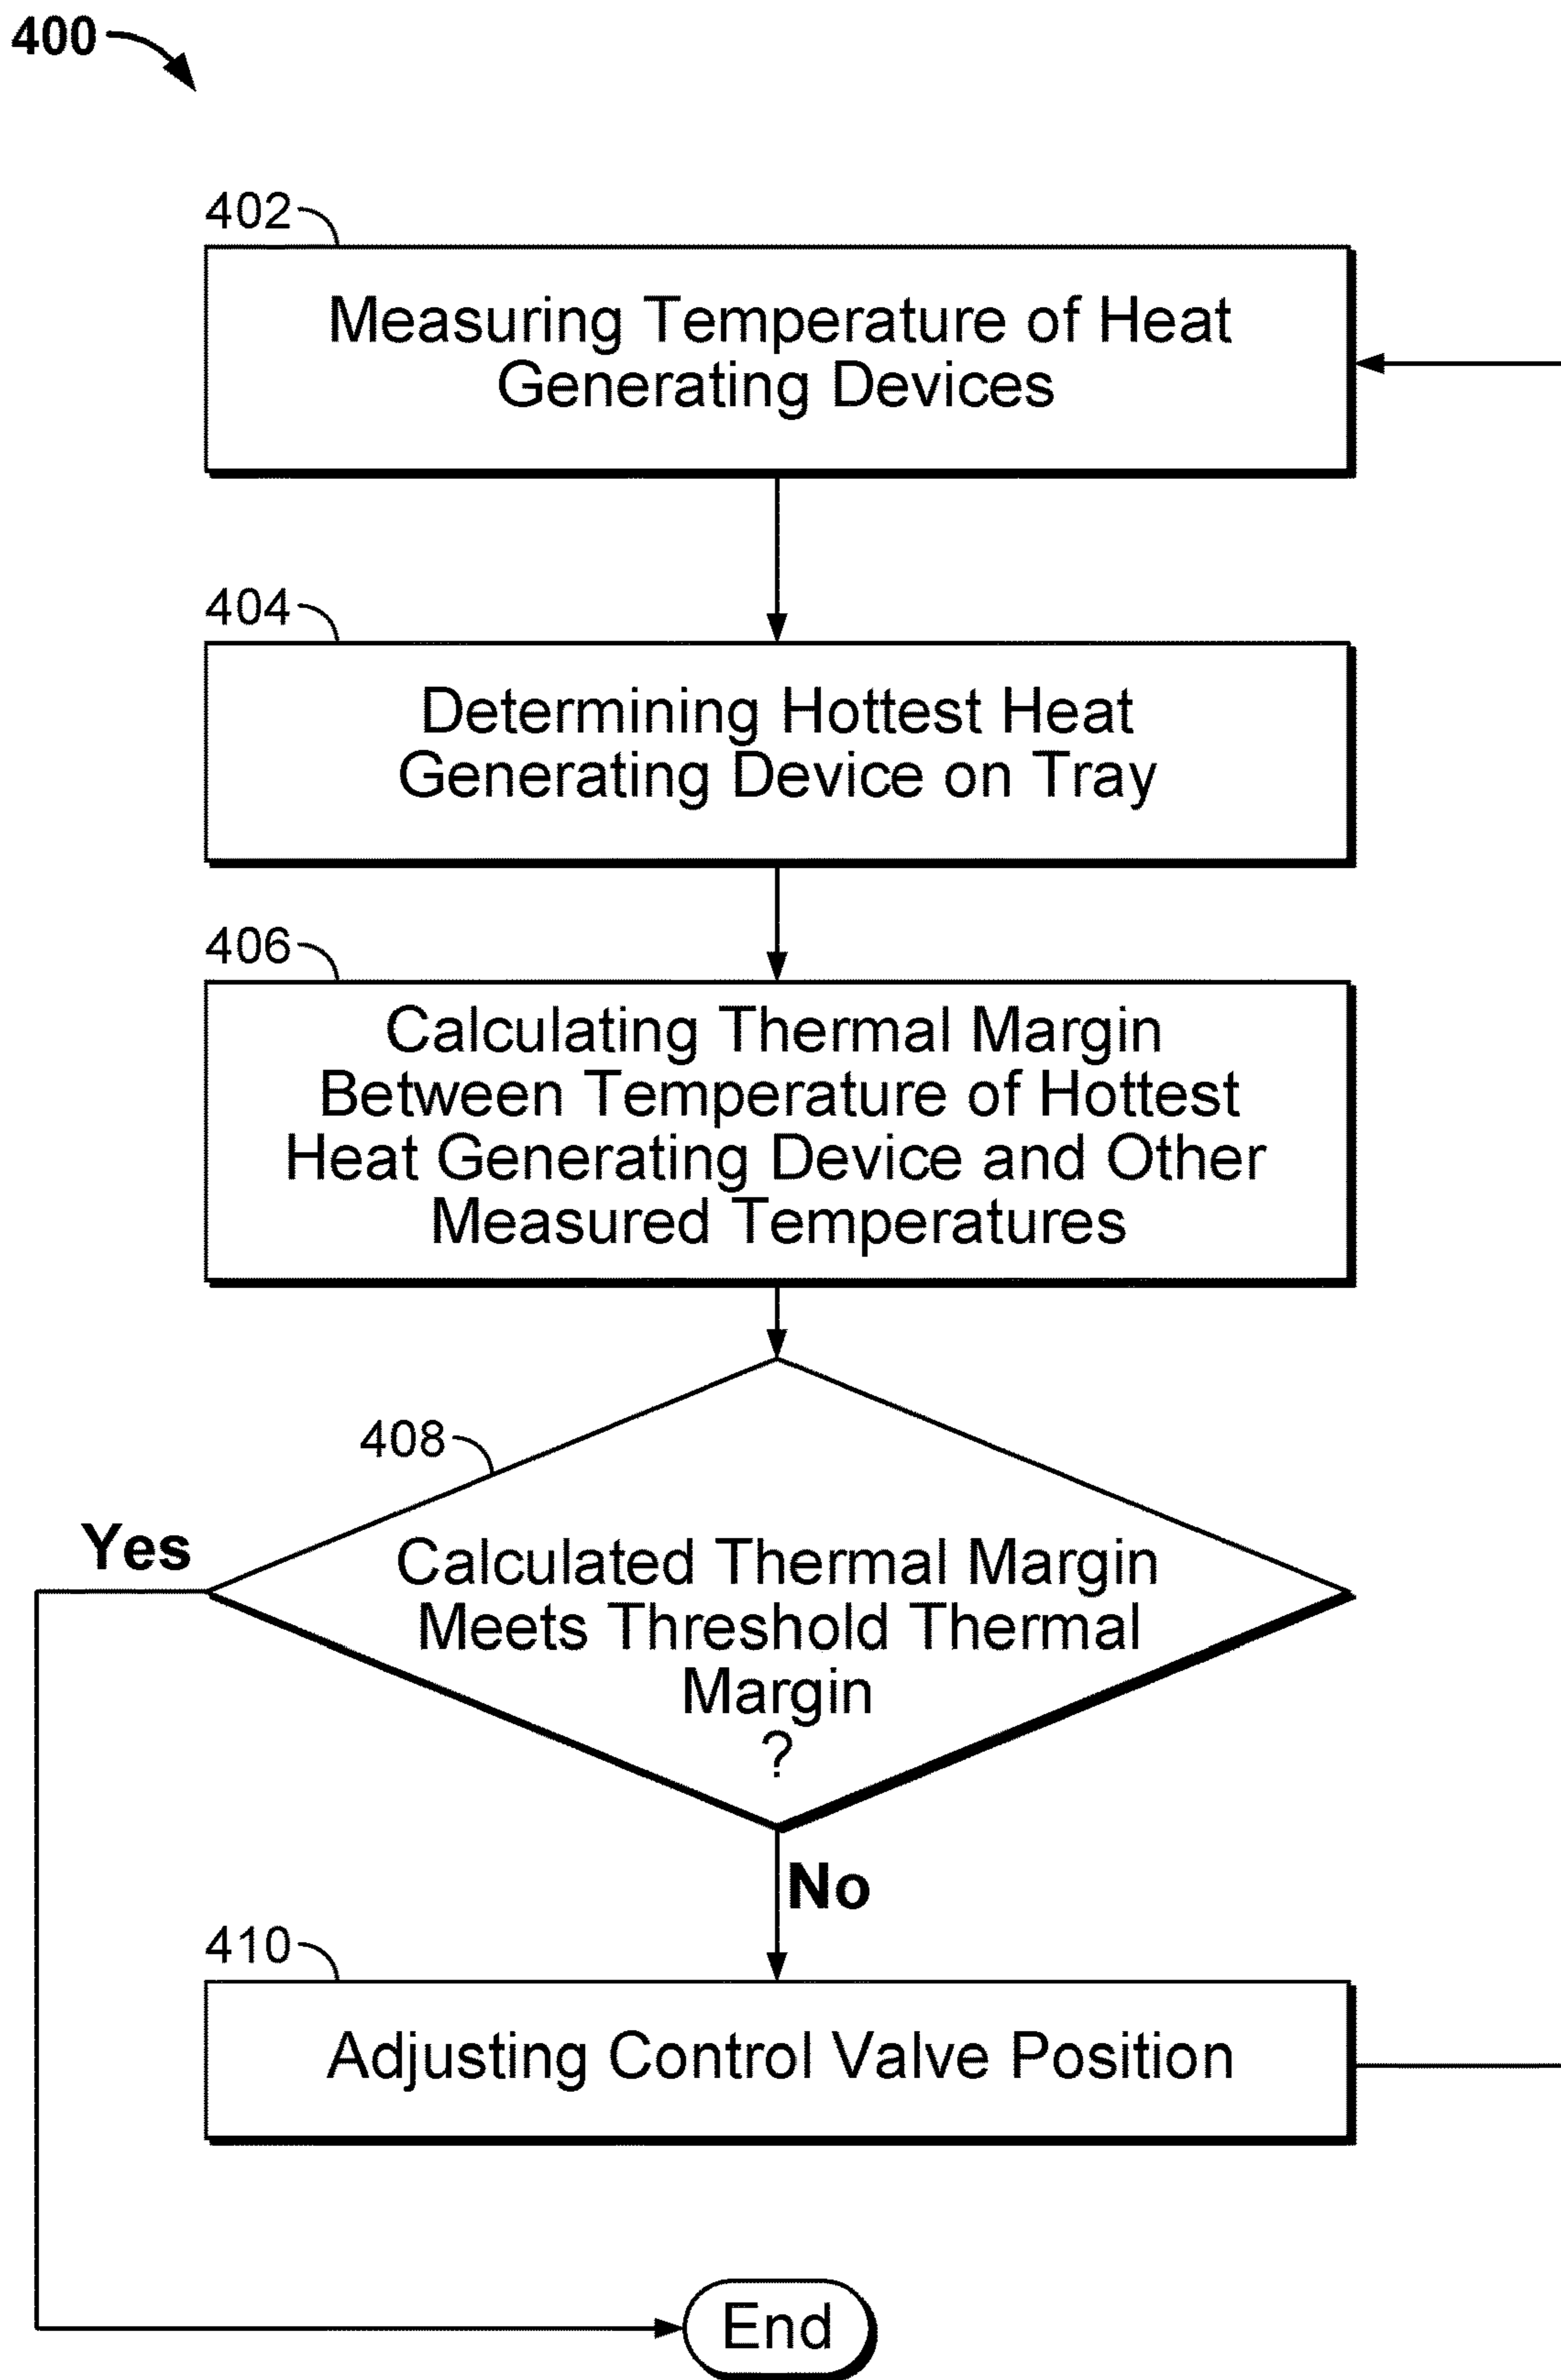 400
402
Measuring Temperature of Heat
Generating Devices
404
Determining Hottest Heat
Generating Device on Tray
406
Calculating Thermal Margin
Between Temperature of Hottest
Heat Generating Device and Other
Measured Temperatures
408
Yes
Calculated Thermal Margin
Meets Threshold Thermal
Margin
?
No
410
Adjusting Control Valve Position
End